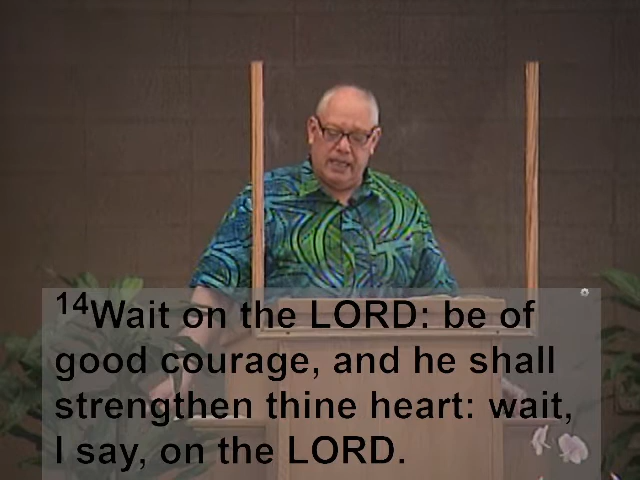 14Wait on the LORD: be of
good courage, and he shall
strengthen thine heart: wait,
I say, on the LORD.